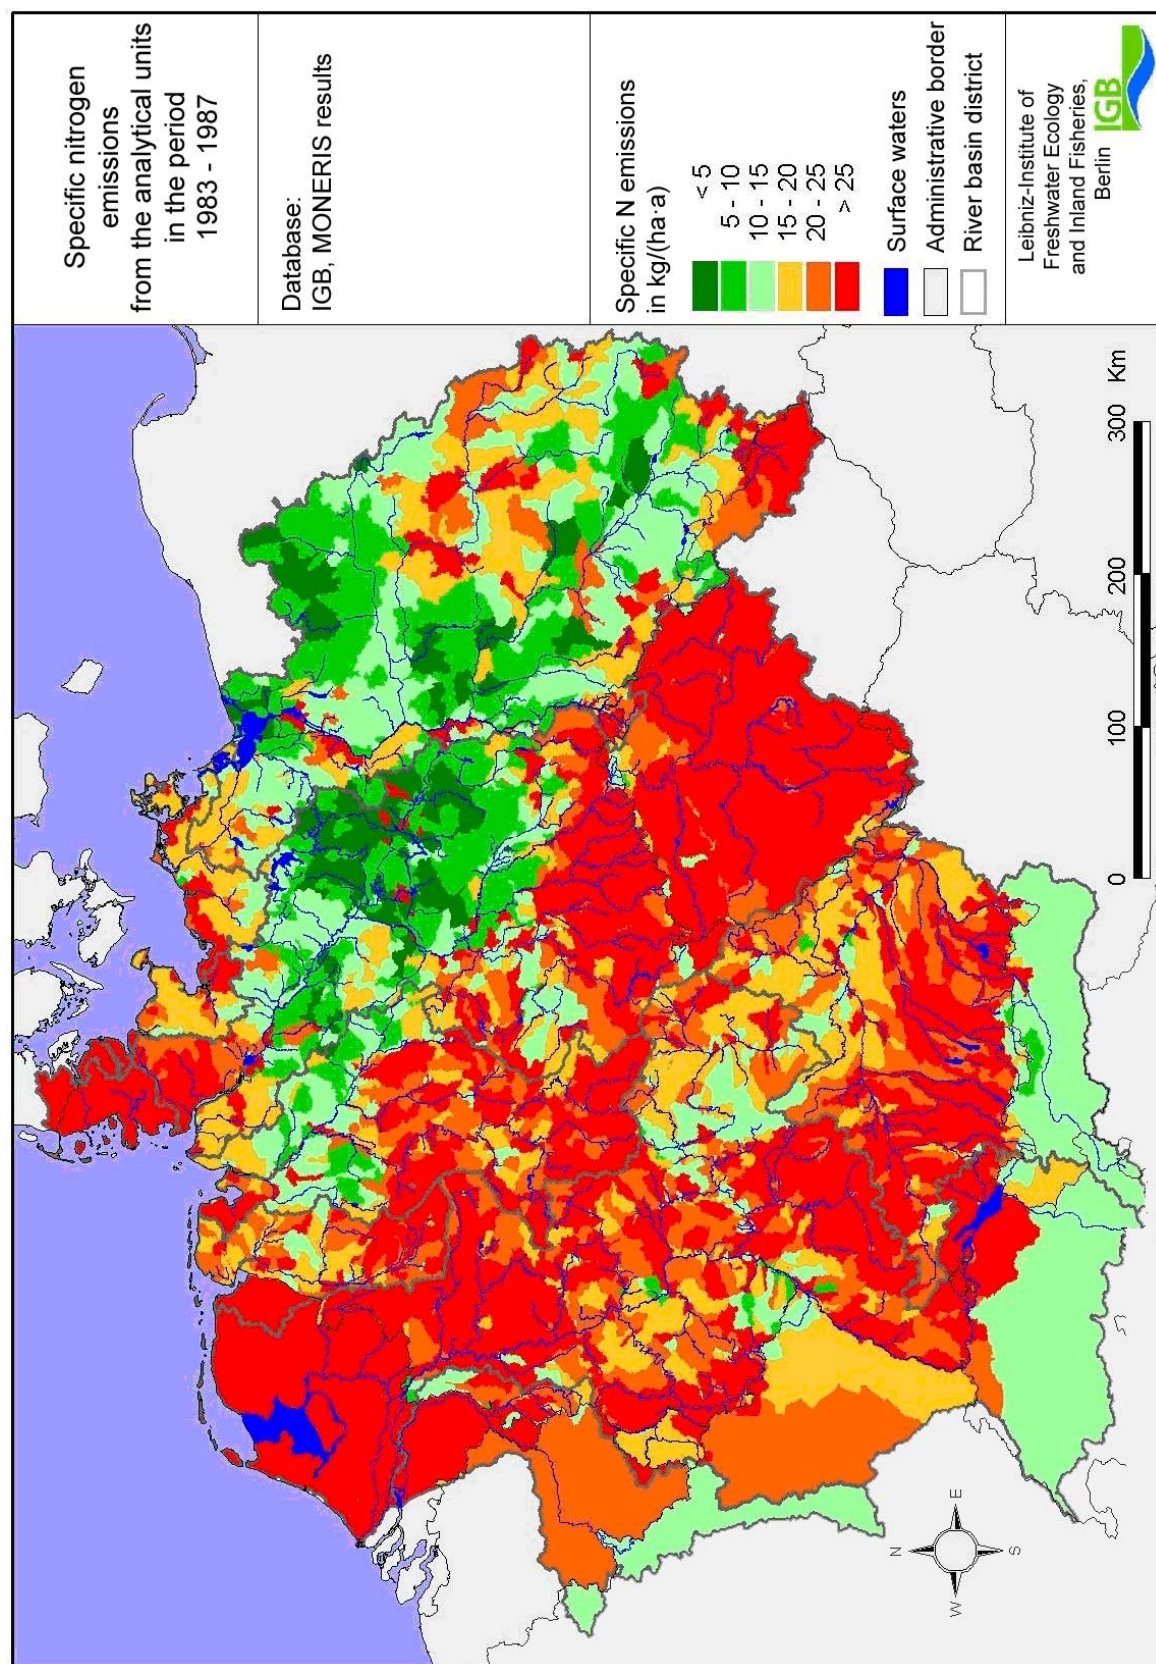 Specific nitrogen
emissions
from the analytical units
in the period
1983 - 1987
Database:
IGB, MONERIS results
Specific N emissions
in kg/(ha·a)
< 5
5 - 10
10 - 15
15 - 20
20 - 25
> 25
Surface waters
Administrative border
River basin district
Leibniz-Institute of
Freshwater Ecology
and Inland Fisheries,
Berlin
IGB
0 100 200 300 Km
N
W E
S